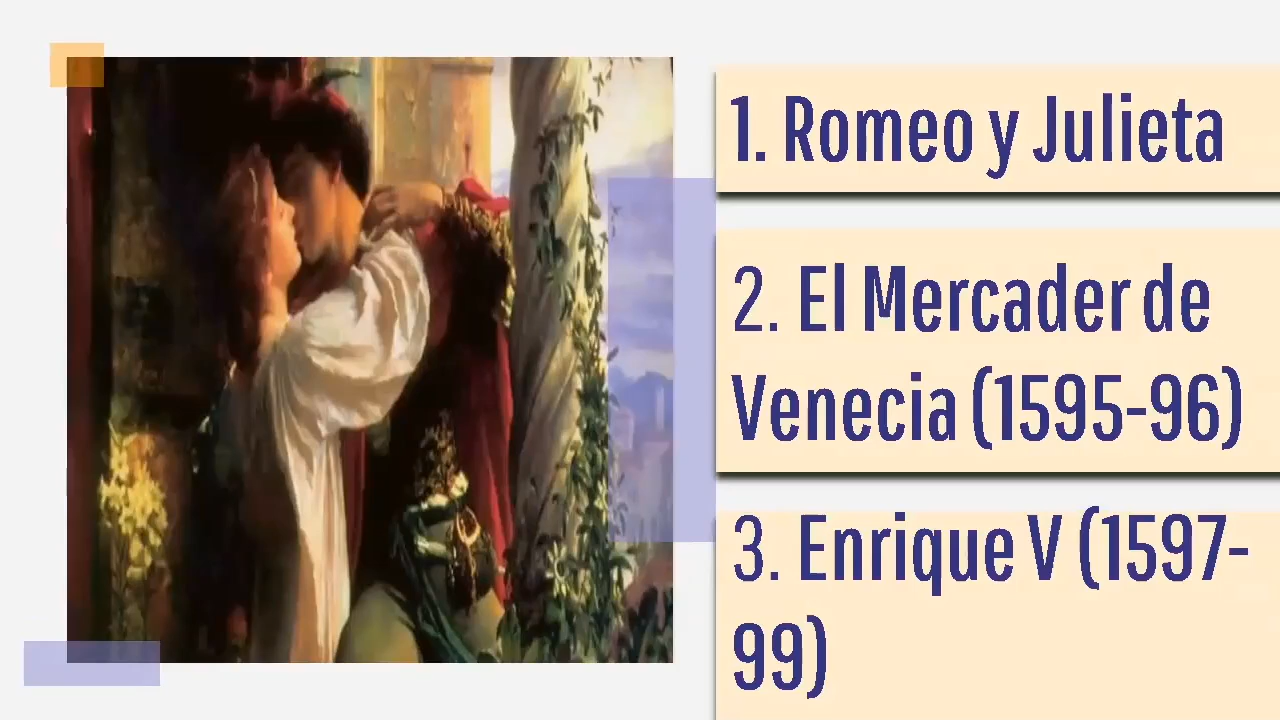 1. Romeo y Julieta
2. El Mercader de
Venecia (1595-96)
3. Enrique V (1597-
99)